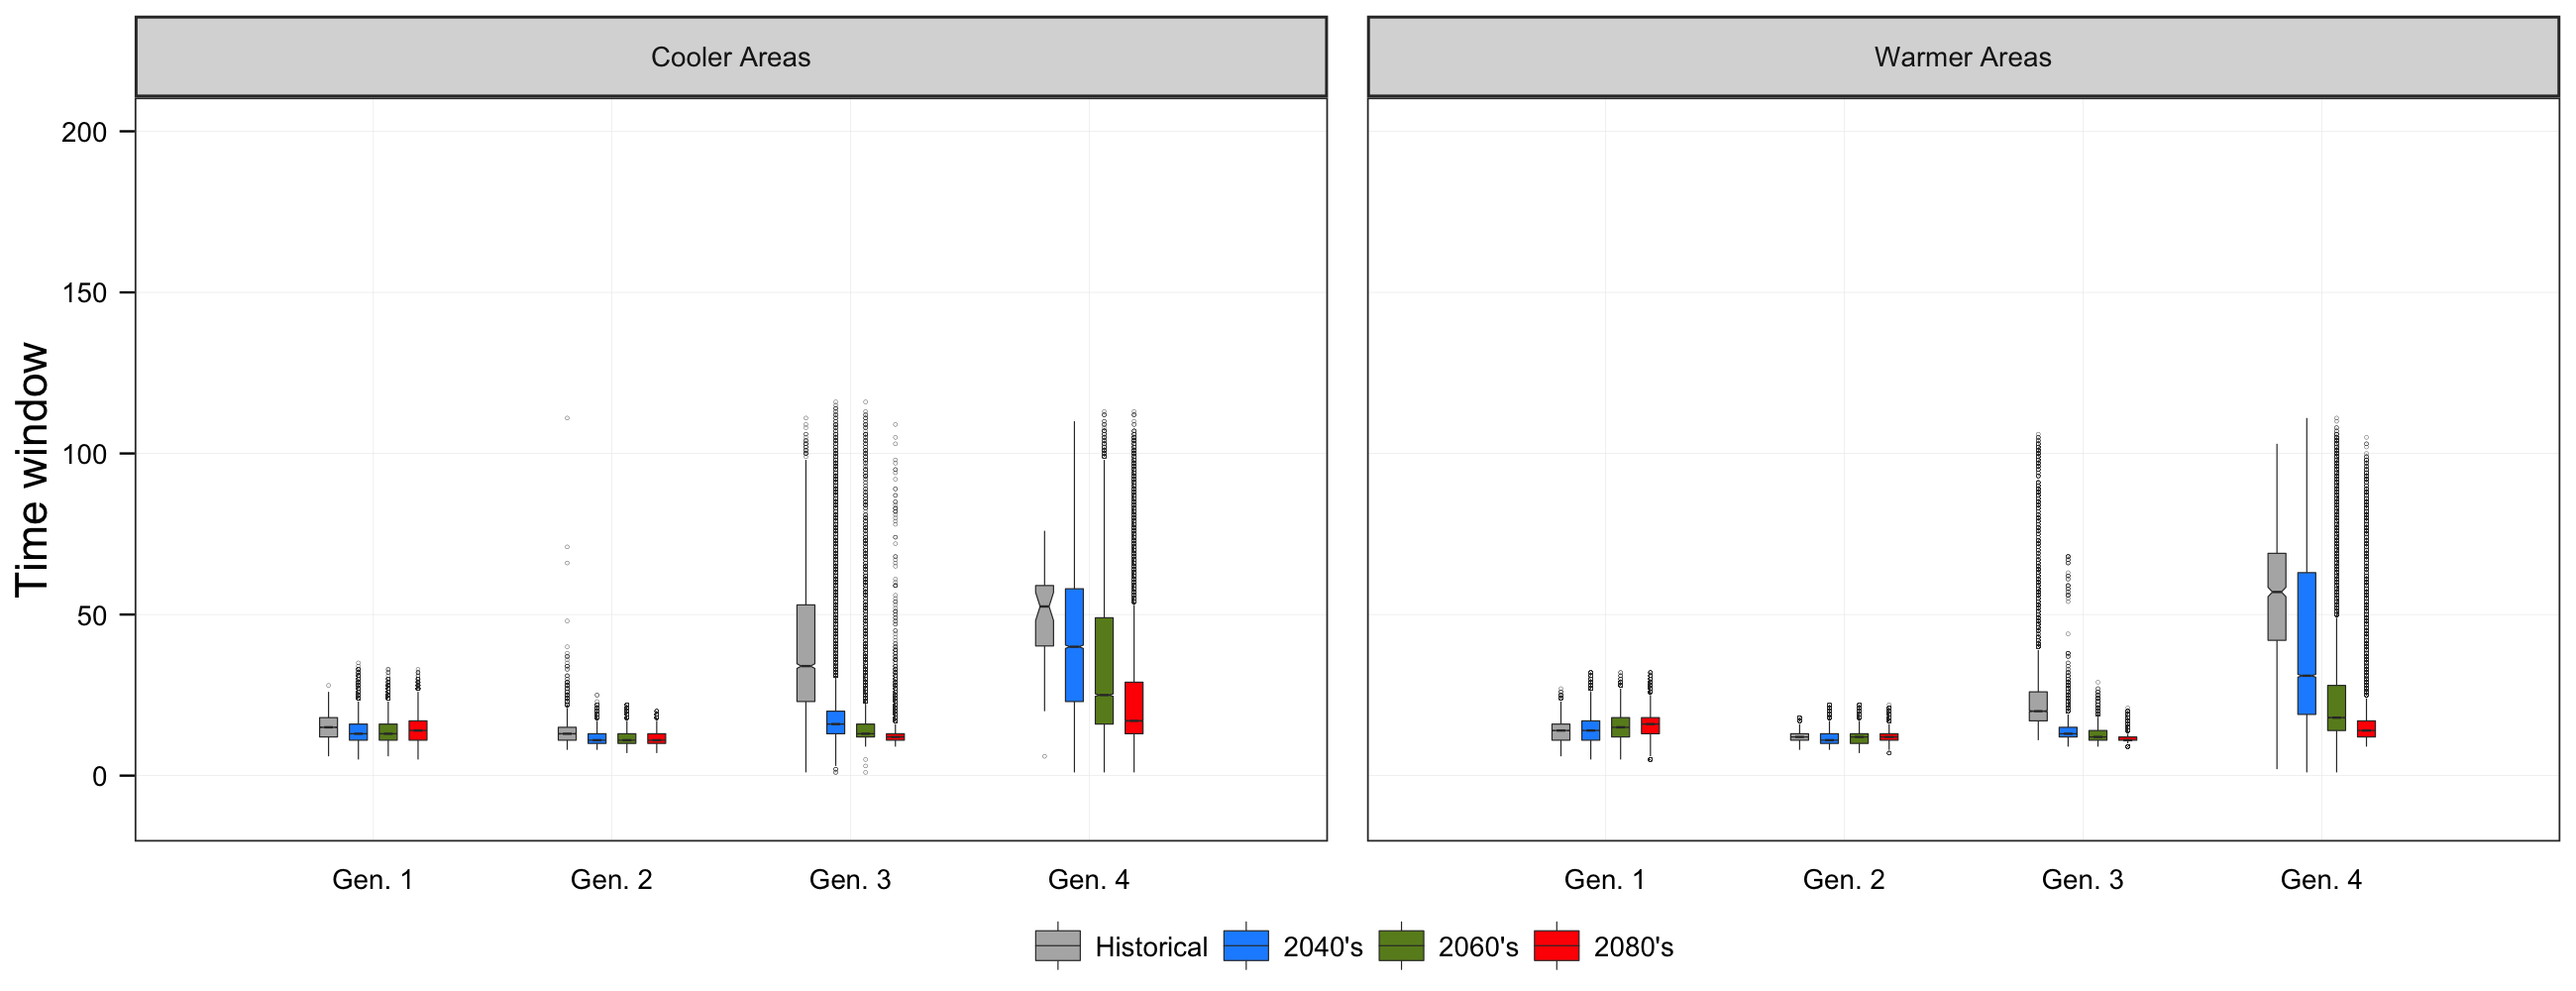 Cooler Areas
Warmer Areas
200
150
100
50
0
Time window
Gen. 1
Gen. 2
Gen. 3
Gen. 4
Gen. 1
Gen. 2
Gen. 3
Gen. 4
Historical
2040's
2060's
2080's